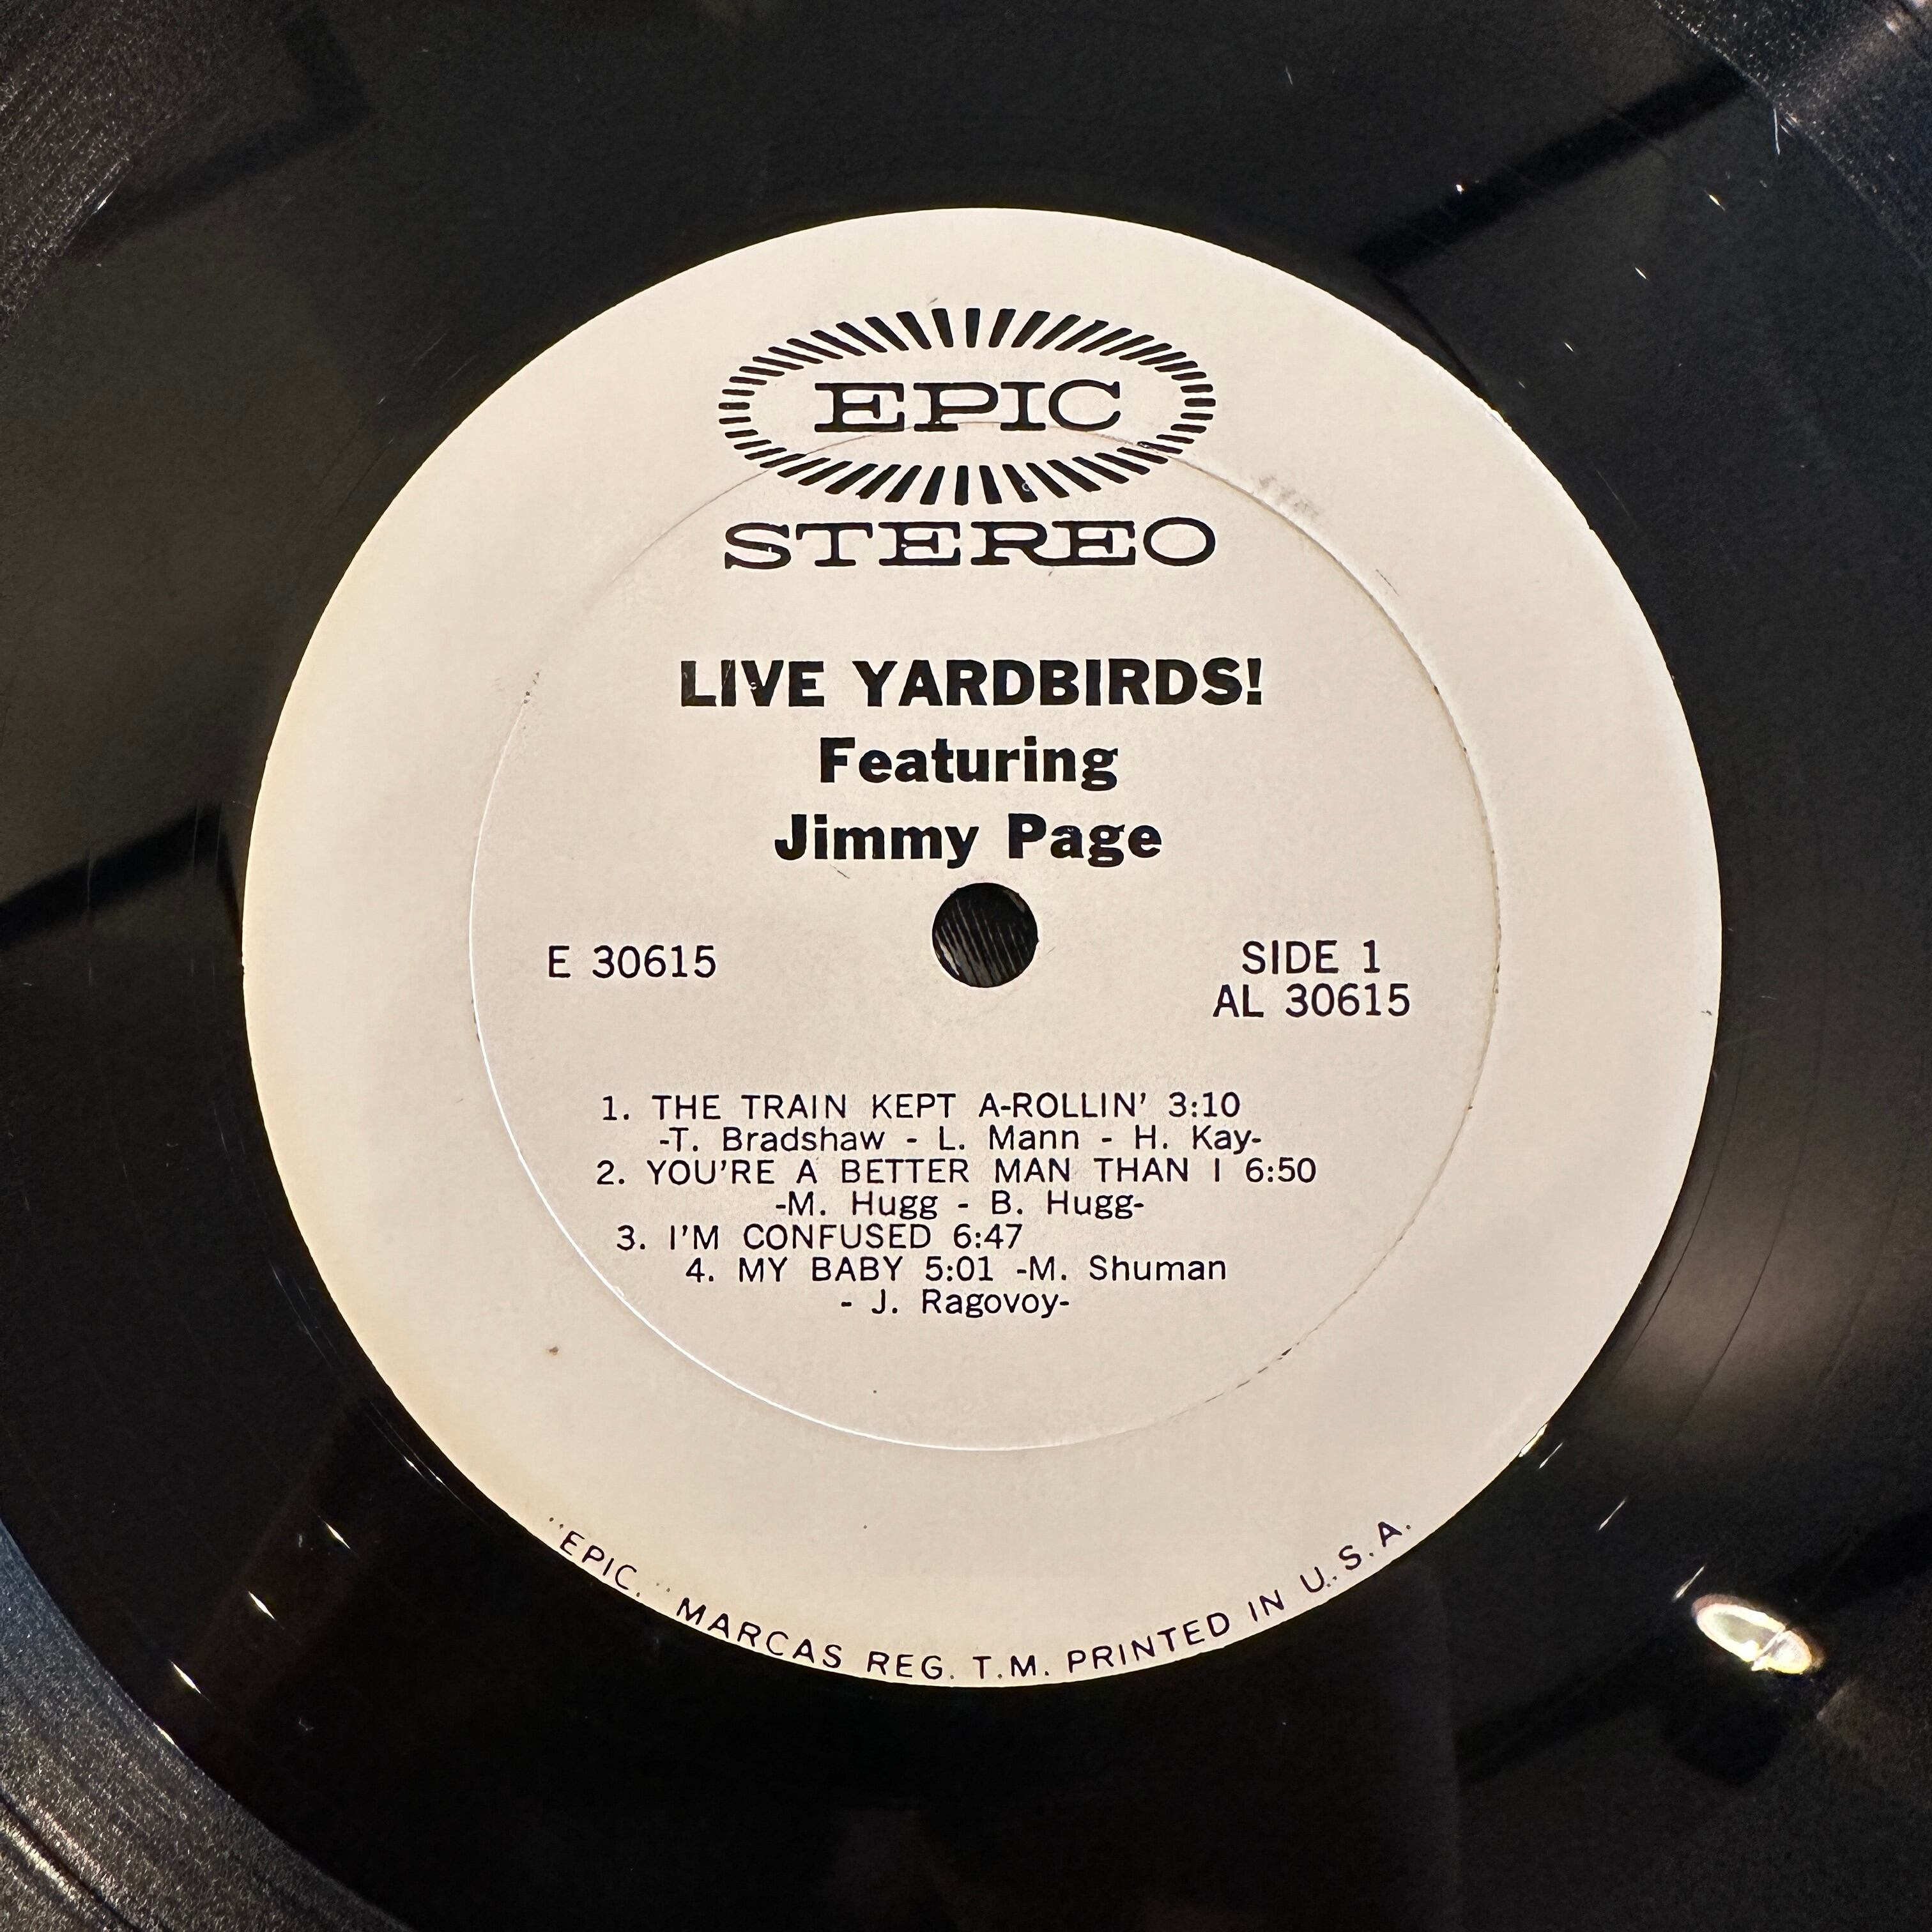 EPIC
STEREO
LIVE YARDBIRDS!
Featuring
Jimmy Page
E 30615
SIDE 1
AL 30615
1. THE TRAIN KEPT A-ROLLIN' 3:10
-T. Bradshaw - L. Mann - H. Kay-
2. YOU'RE A BETTER MAN THAN I 6:50
-M. Hugg - B. Hugg-
3. I'M CONFUSED 6:47
4. MY BABY 5:01 -M. Shuman
- J. Ragovoy-
"EPIC," MARCAS REG. T.M. PRINTED IN U.S.A.